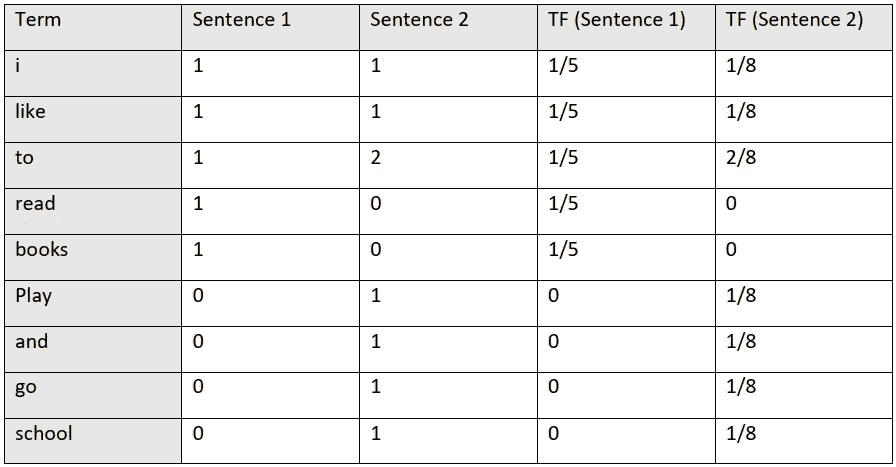 Term Sentence 1 Sentence 2 TF (Sentence 1) TF (Sentence 2)
i 1 1 1/5 1/8
like 1 1 1/5 1/8
to 1 2 1/5 2/8
read 1 0 1/5 0
books 1 0 1/5 0
Play 0 1 0 1/8
and 0 1 0 1/8
go 0 1 0 1/8
school 0 1 0 1/8